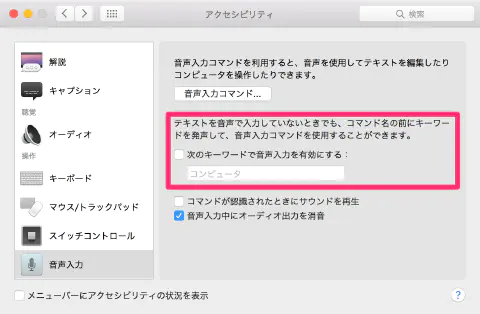 アクセシビリティ
検索
解説
キャプション
聴覚
オーディオ
操作
キーボード
マウス/トラックパッド
スイッチコントロール
音声入力
音声入力コマンドを利用すると、音声を使用してテキストを編集したり
コンピュータを操作したりできます。
音声入力コマンド...
テキストを音声で入力していないときでも、コマンド名の前にキーワー
ドを発声して、音声入力コマンドを使用することができます。
次のキーワードで音声入力を有効にする：
コンピュータ
コマンドが認識されたときにサウンドを再生
音声入力中にオーディオ出力を消音
メニューバーにアクセシビリティの状況を表示
?